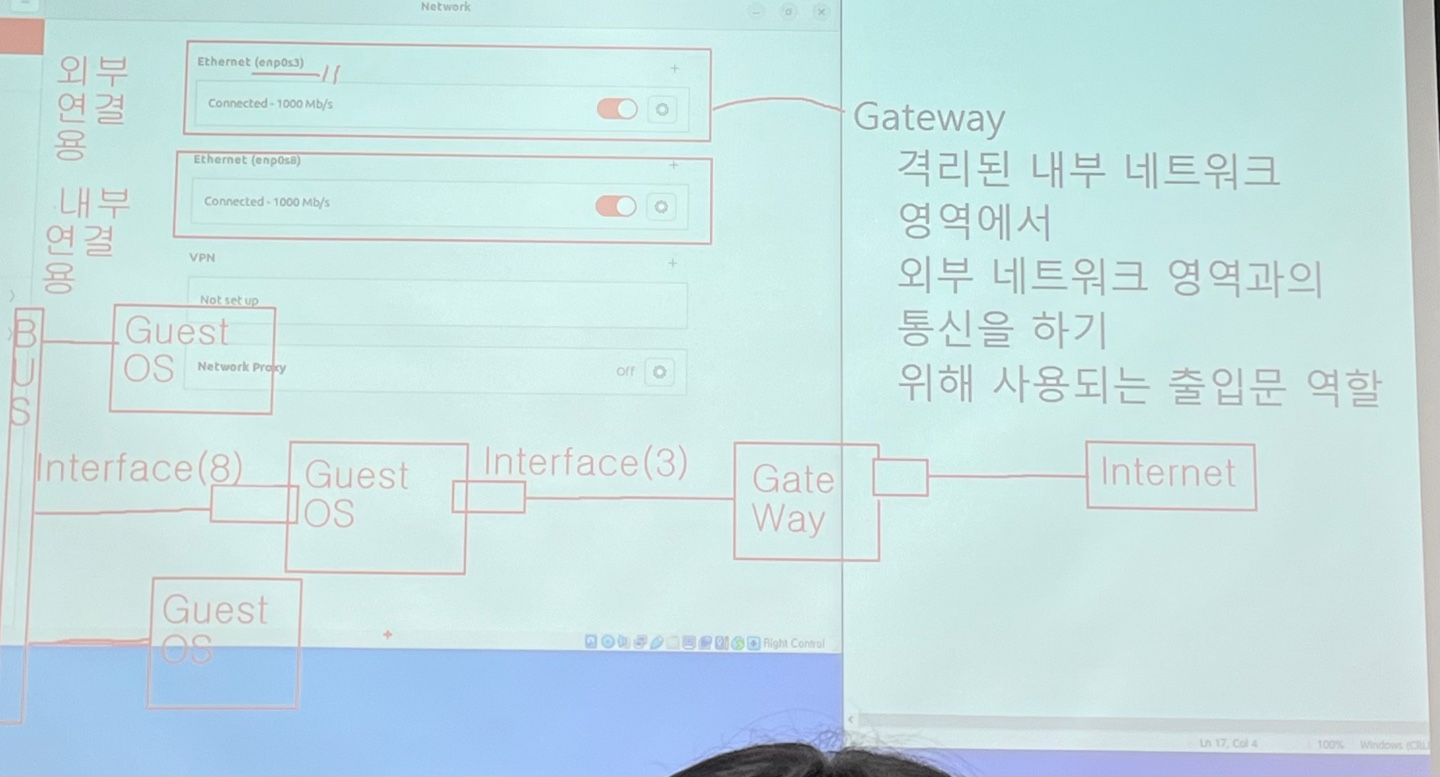 Network
외부
연결
용
Ethernet (enp0s3)
Connected - 1000 Mb/s
내부
연결
용
Ethernet (enp0s8)
Connected - 1000 Mb/s
VPN
Not set up
Network Proxy
Off
Gateway
격리된 내부 네트워크
영역에서
외부 네트워크 영역과의
통신을 하기
위해 사용되는 출입문 역할
BUS
Guest
OS
Interface(8)
Guest
OS
Interface(3)
Gate
Way
Internet
Guest
OS
Right Control
Ln 17, Col 4
100%
Windows